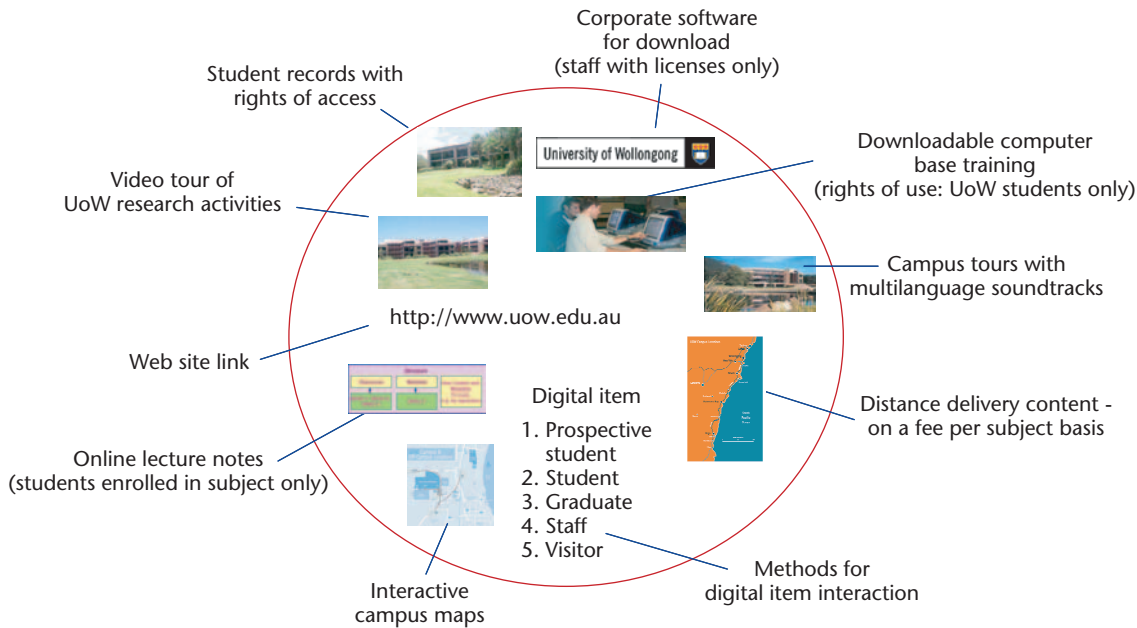 Corporate software
for download
(staff with licenses only)
Student records with
rights of access
University of Wollongong
Downloadable computer
base training
(rights of use: UoW students only)
Video tour of
UoW research activities
Campus tours with
multilanguage soundtracks
http://www.uow.edu.au
Web site link
Digital item
1. Prospective
student
2. Student
3. Graduate
4. Staff
5. Visitor
Distance delivery content -
on a fee per subject basis
Online lecture notes
(students enrolled in subject only)
Interactive
campus maps
Methods for
digital item interaction